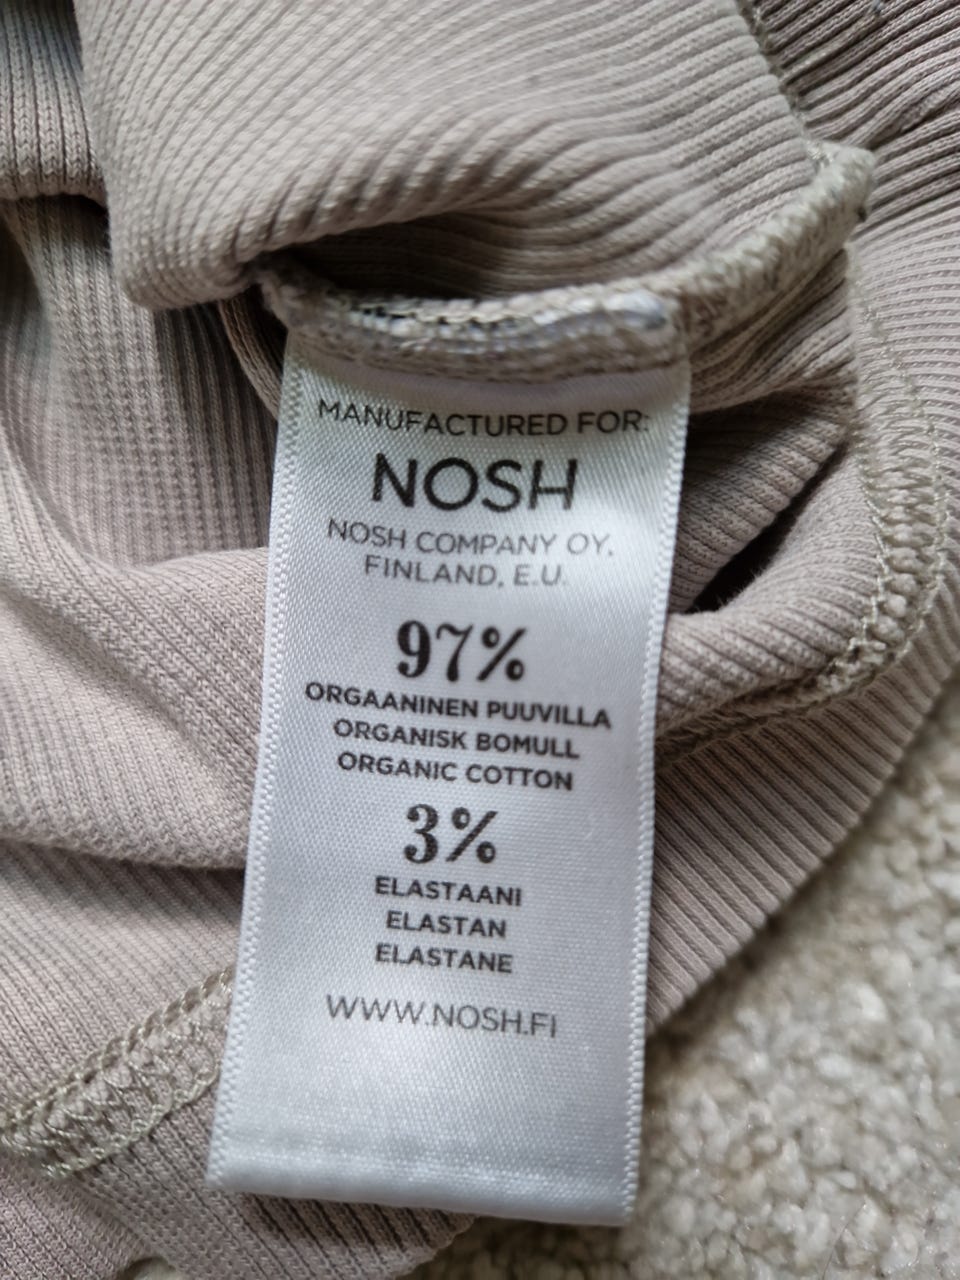 MANUFACTURED FOR:
NOSH
NOSH COMPANY OY,
FINLAND, E.U.
97%
ORGAANINEN PUUVILLA
ORGANISK BOMULL
ORGANIC COTTON
3%
ELASTAANI
ELASTAN
ELASTANE
WWW.NOSH.FI